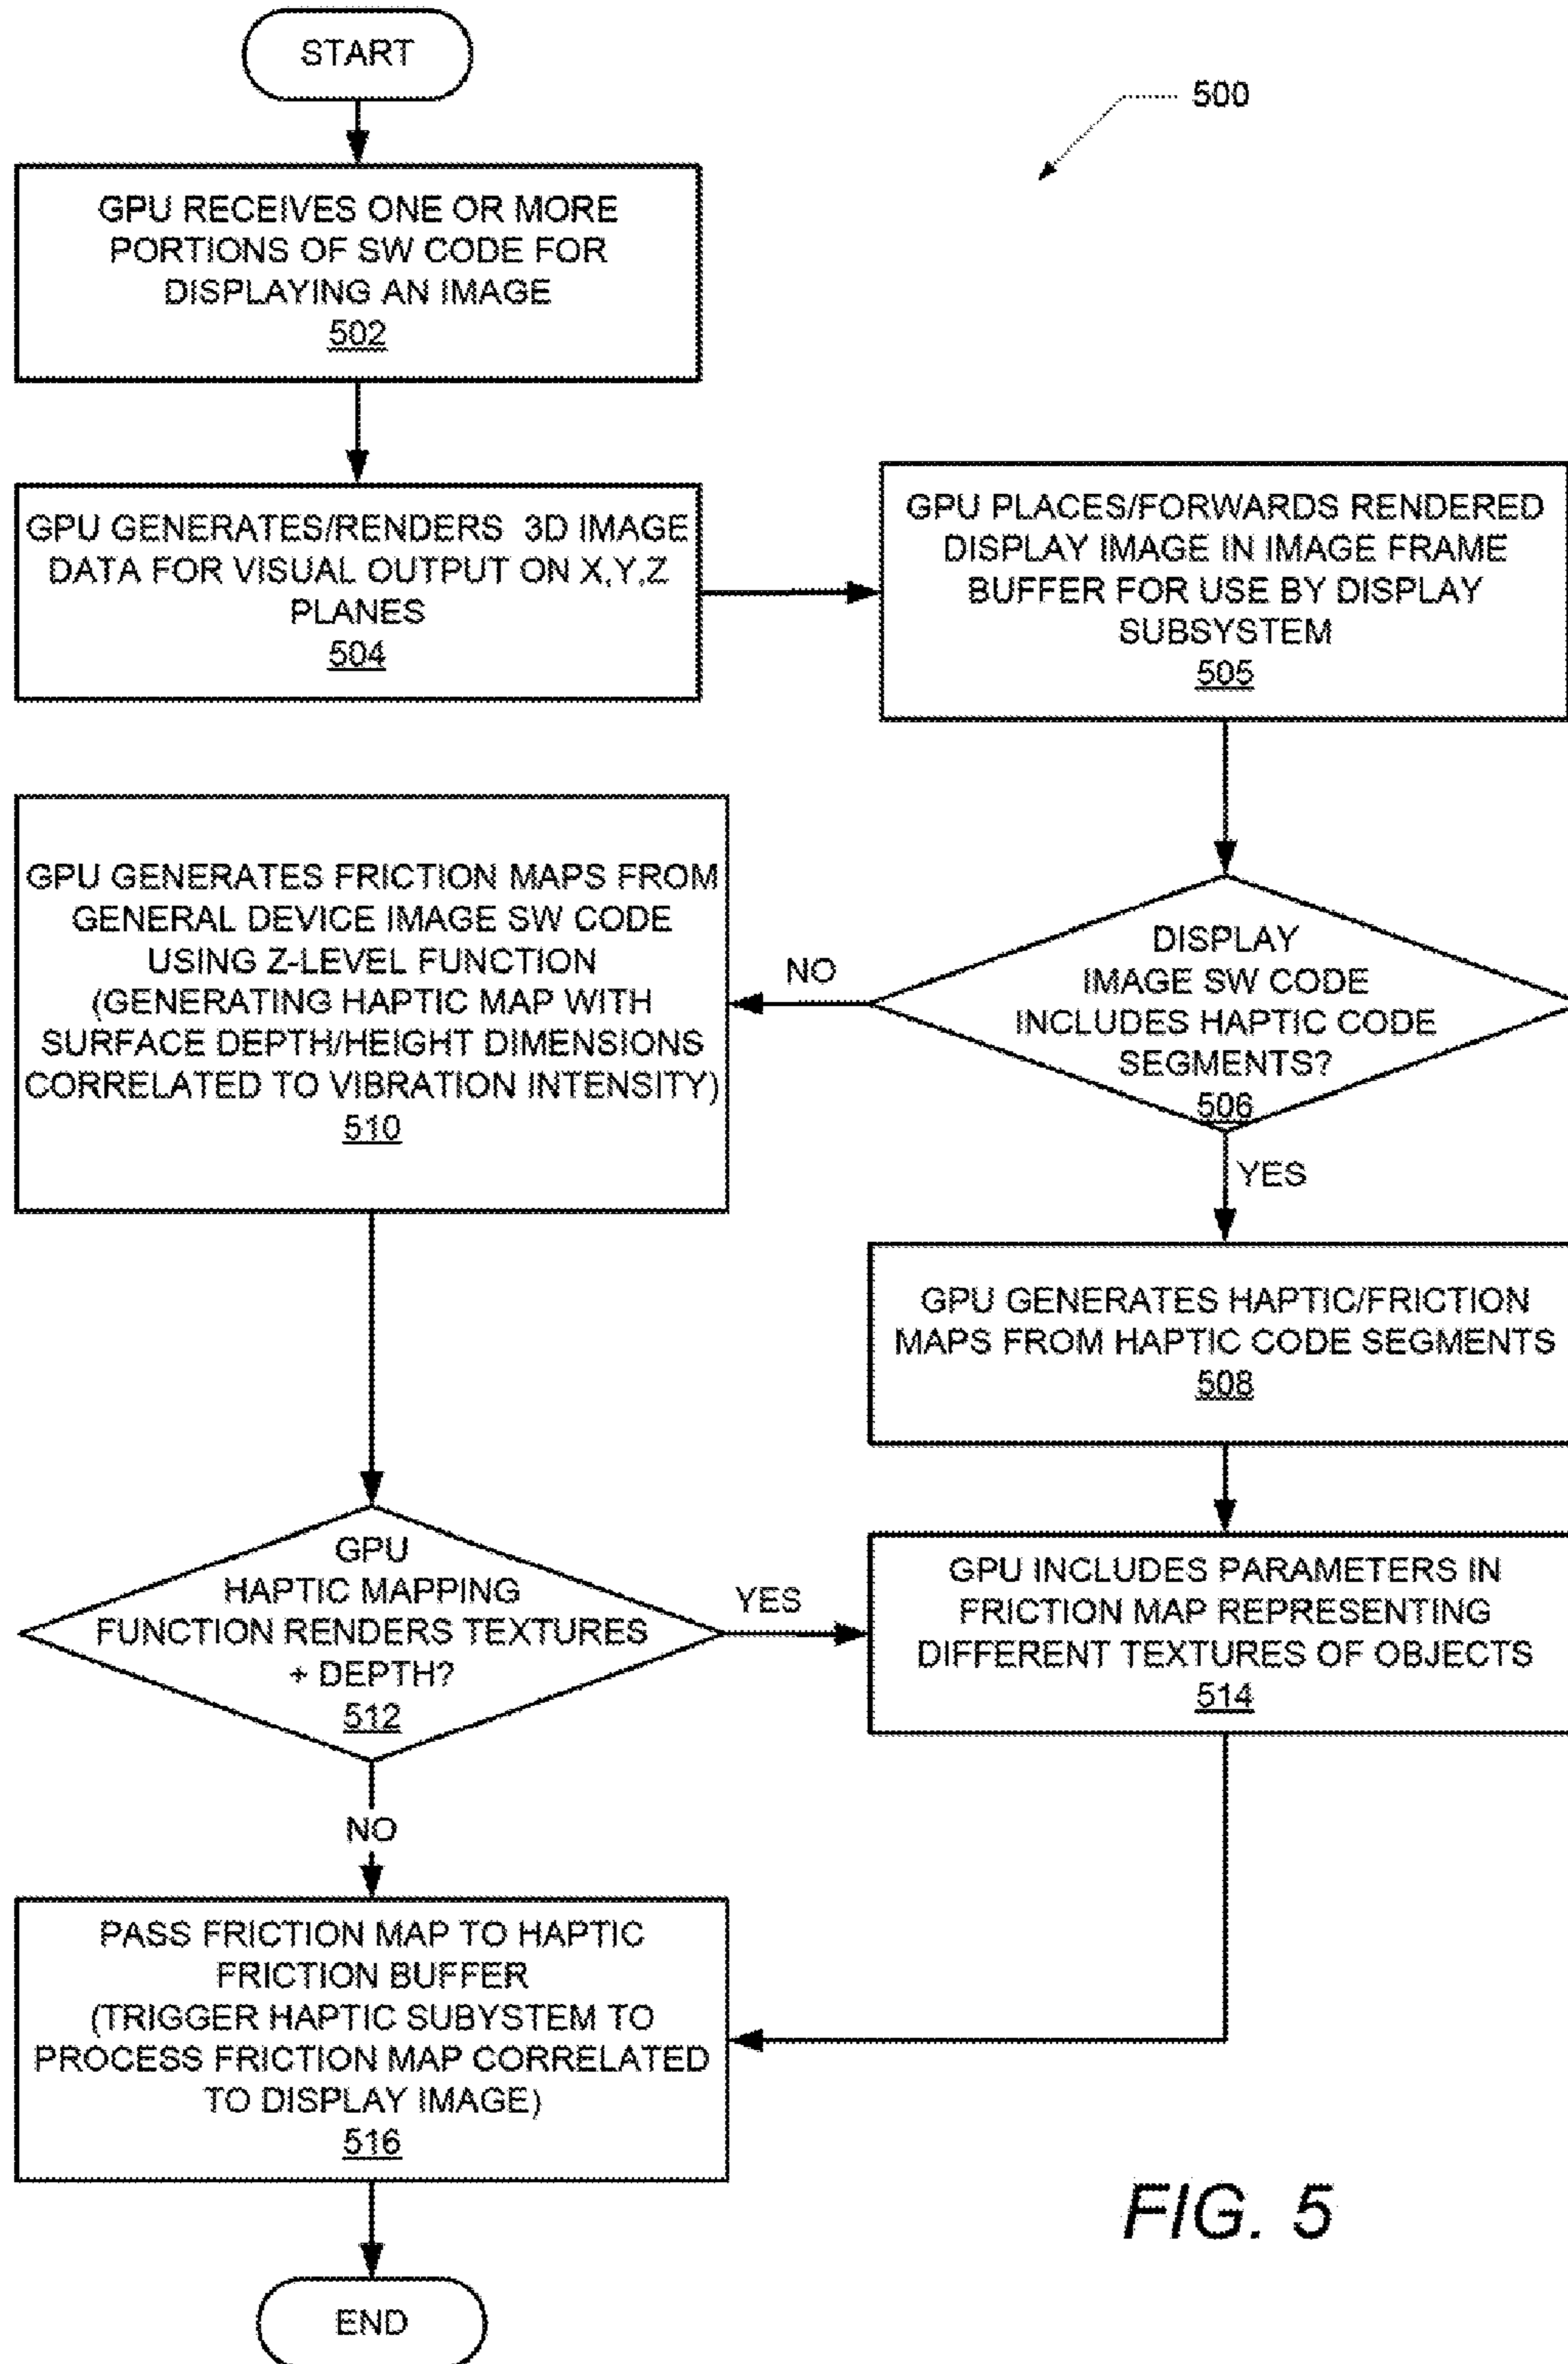 START
500
GPU RECEIVES ONE OR MORE
PORTIONS OF SW CODE FOR
DISPLAYING AN IMAGE
502
GPU GENERATES/RENDERS 3D IMAGE
DATA FOR VISUAL OUTPUT ON X,Y,Z
PLANES
504
GPU PLACES/FORWARDS RENDERED
DISPLAY IMAGE IN IMAGE FRAME
BUFFER FOR USE BY DISPLAY
SUBSYSTEM
505
DISPLAY
IMAGE SW CODE
INCLUDES HAPTIC CODE
SEGMENTS?
506
NO
YES
GPU GENERATES FRICTION MAPS FROM
GENERAL DEVICE IMAGE SW CODE
USING Z-LEVEL FUNCTION
(GENERATING HAPTIC MAP WITH
SURFACE DEPTH/HEIGHT DIMENSIONS
CORRELATED TO VIBRATION INTENSITY)
510
GPU GENERATES HAPTIC/FRICTION
MAPS FROM HAPTIC CODE SEGMENTS
508
GPU
HAPTIC MAPPING
FUNCTION RENDERS TEXTURES
+ DEPTH?
512
YES
NO
GPU INCLUDES PARAMETERS IN
FRICTION MAP REPRESENTING
DIFFERENT TEXTURES OF OBJECTS
514
PASS FRICTION MAP TO HAPTIC
FRICTION BUFFER
(TRIGGER HAPTIC SUBYSTEM TO
PROCESS FRICTION MAP CORRELATED
TO DISPLAY IMAGE)
516
END
FIG. 5